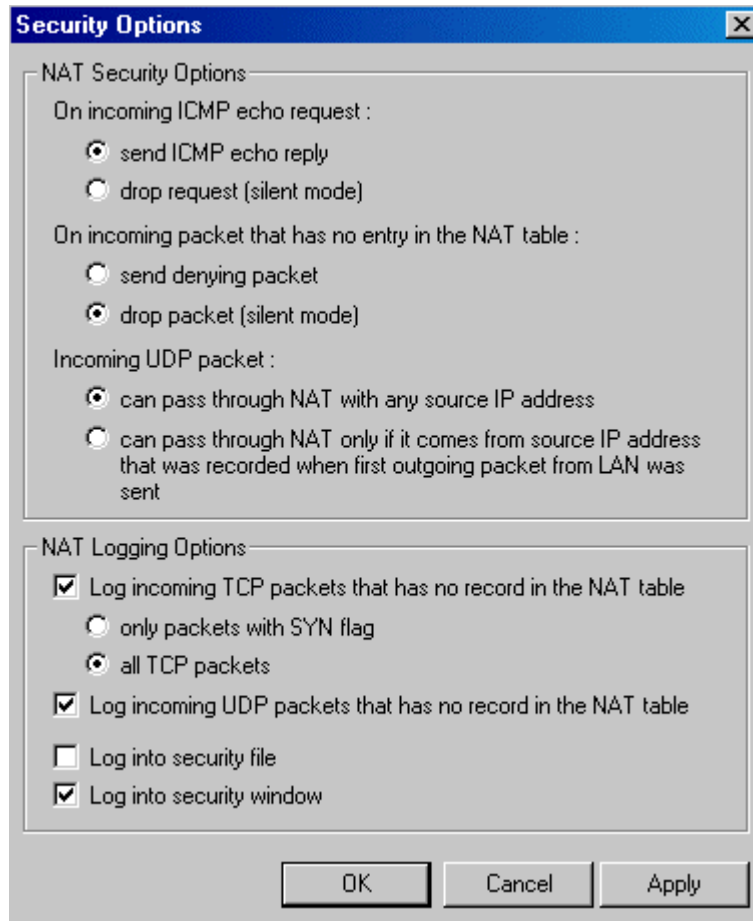 Security Options
NAT Security Options
On incoming ICMP echo request :
send ICMP echo reply
drop request (silent mode)
On incoming packet that has no entry in the NAT table :
send denying packet
drop packet (silent mode)
Incoming UDP packet :
can pass through NAT with any source IP address
can pass through NAT only if it comes from source IP address
that was recorded when first outgoing packet from LAN was
sent
NAT Logging Options
Log incoming TCP packets that has no record in the NAT table
only packets with SYN flag
all TCP packets
Log incoming UDP packets that has no record in the NAT table
Log into security file
Log into security window
OK Cancel Apply